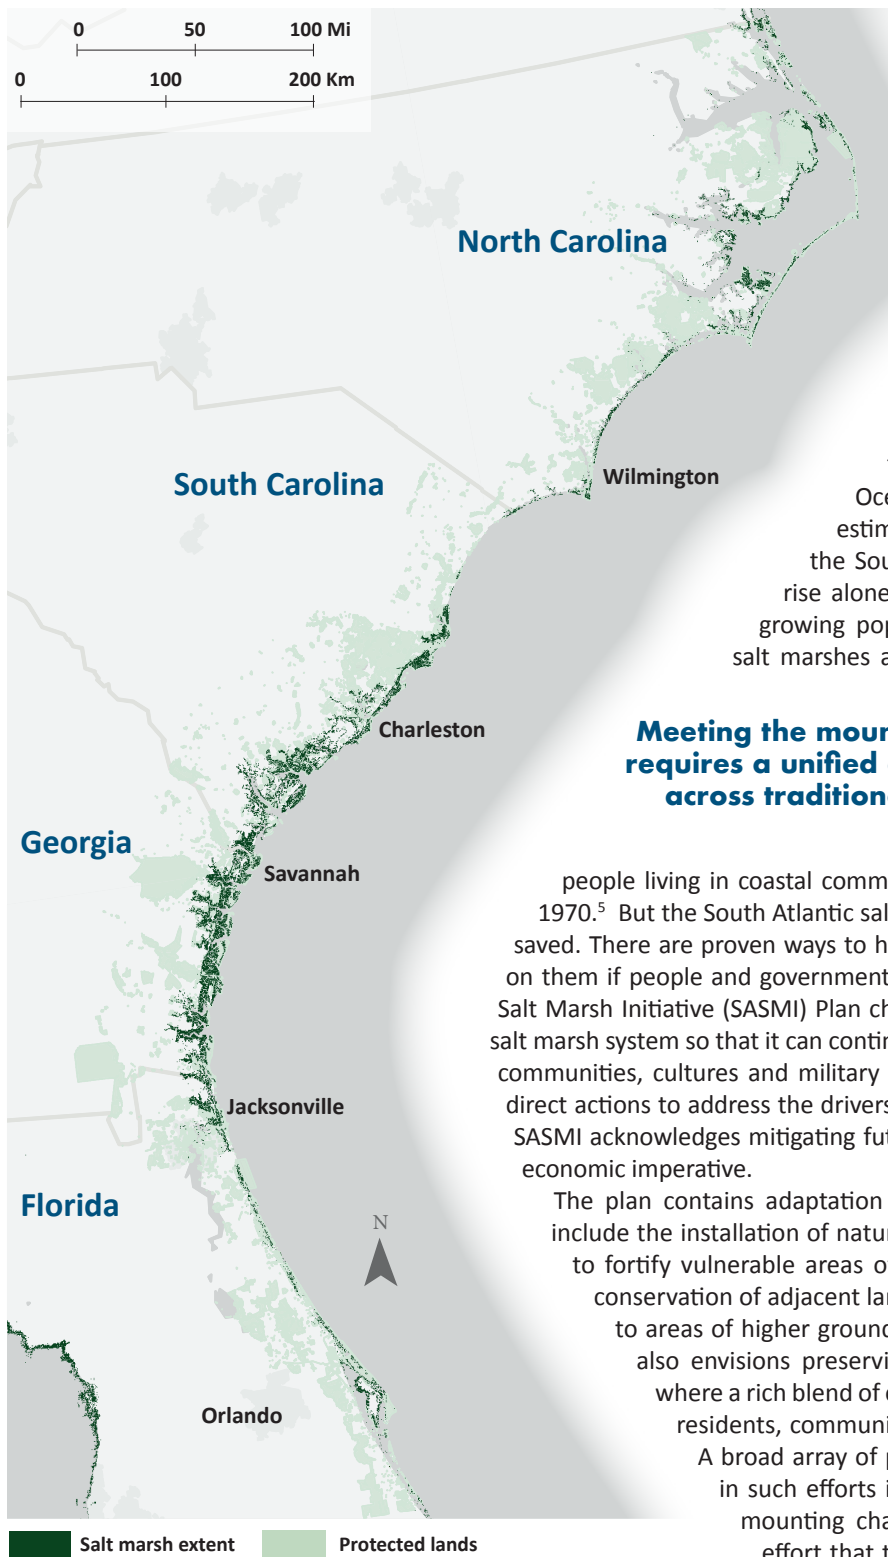 0 50 100 Mi
0 100 200 Km
North Carolina
South Carolina
Wilmington
Charleston
Georgia
Savannah
Jacksonville
Florida
N
Orlando
Salt marsh extent
Protected lands
Oce
estim
the Sou
rise alone
growing pop
salt marshes a
Meeting the moun
requires a unified
across traditiona
people living in coastal comm
1970.⁵ But the South Atlantic sal
saved. There are proven ways to h
on them if people and government
Salt Marsh Initiative (SASMI) Plan ch
salt marsh system so that it can contin
communities, cultures and military
direct actions to address the drivers
SASMI acknowledges mitigating fut
economic imperative.
The plan contains adaptation
include the installation of natur
to fortify vulnerable areas o
conservation of adjacent lan
to areas of higher ground
also envisions preservi
where a rich blend of
residents, communi
A broad array of p
in such efforts i
mounting cha
effort that t